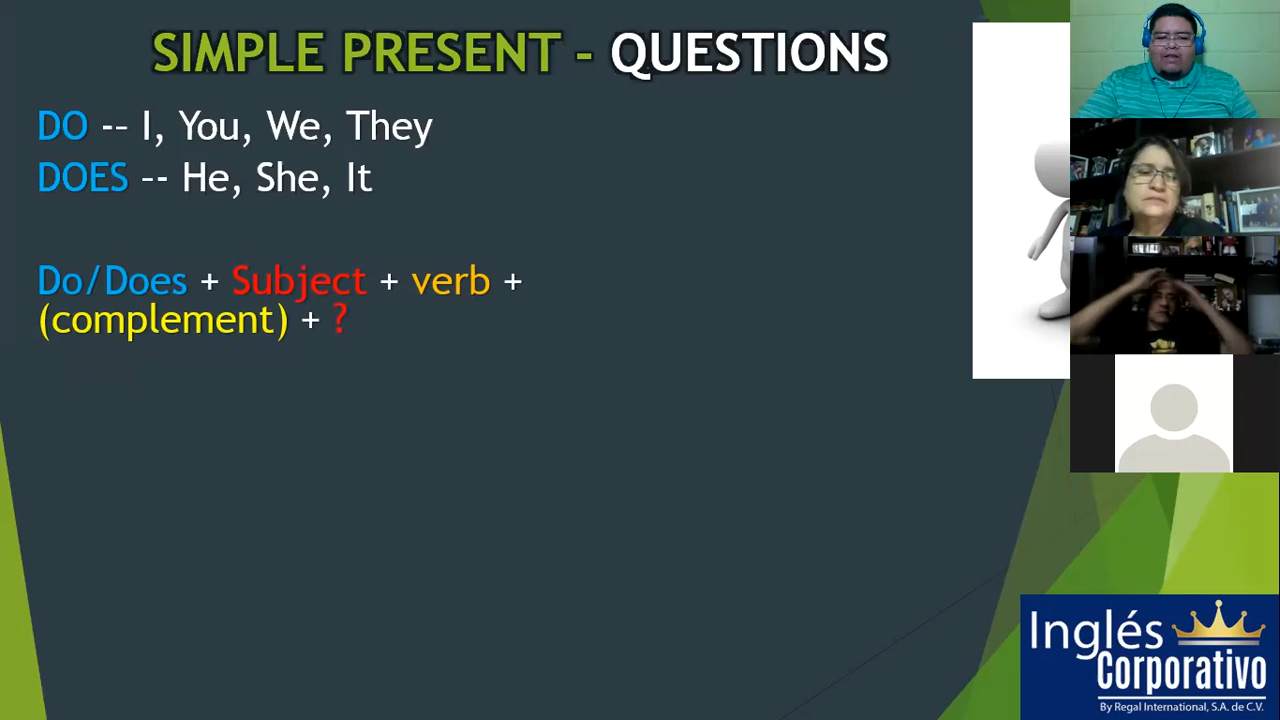 SIMPLE PRESENT - QUESTIONS
DO -- I, You, We, They
DOES -- He, She, It
Do/Does + Subject + verb +
(complement) + ?
Inglés
Corporativo
By Regal International, S.A. de C.V.